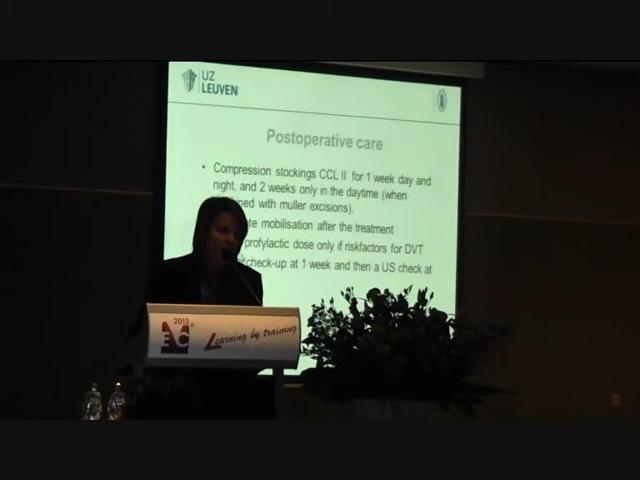 UZ
LEUVEN
Postoperative care
• Compression stockings CCL II for 1 week day and
night, and 2 weeks only in the daytime (when
with muller excisions).
mobilisation after the treatment
profylactic dose only if riskfactors for DVT
check-up at 1 week and then a US check at
2013
Learning by training